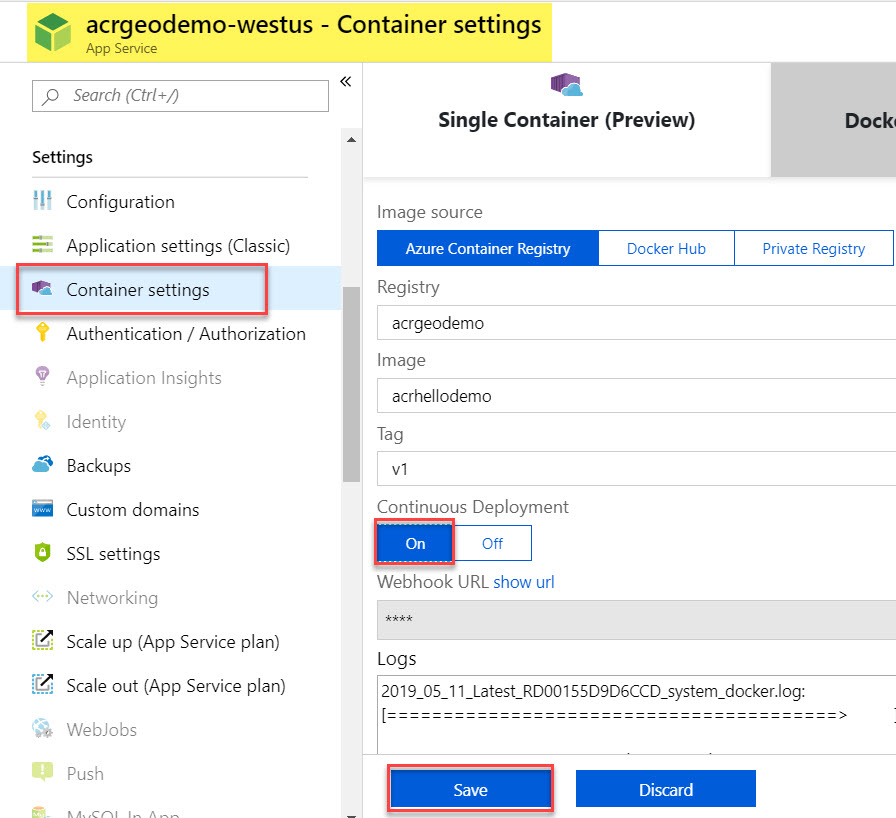 acrgeodemo-westus - Container settings
App Service
Search (Ctrl+/)
«
Settings
Configuration
Application settings (Classic)
Container settings
Authentication / Authorization
Application Insights
Identity
Backups
Custom domains
SSL settings
Networking
Scale up (App Service plan)
Scale out (App Service plan)
WebJobs
Push
MySQL In App
Single Container (Preview)
Image source
Azure Container Registry
Docker Hub
Private Registry
Registry
acrgeodemo
Image
acrhellodemo
Tag
v1
Continuous Deployment
On
Off
Webhook URL show url
****
Logs
2019_05_11_Latest_RD00155D9D6CCD_system_docker.log:
[========================================> ]
Save
Discard